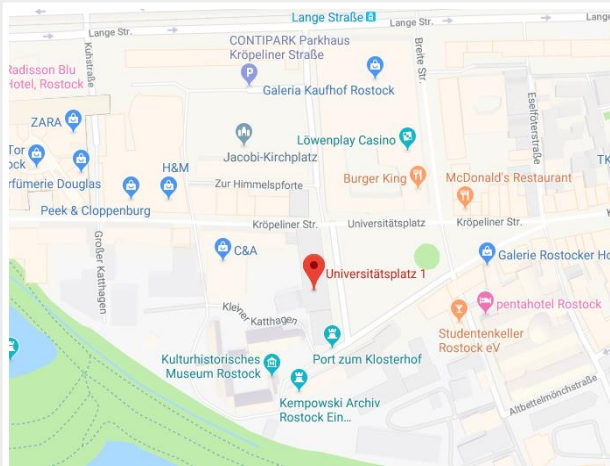 Lange Straße
Lange Str.
Lange Str.
CONTIPARK Parkhaus
Kröpeliner Straße
Kuhstraße
Breite Str.
Radisson Blu
Hotel, Rostock
Galeria Kaufhof Rostock
Eselföterstraße
ZARA
Löwenplay Casino
Jacobi-Kirchplatz
Tor
ock
H&M
TK
rfümerie Douglas
Zur Himmelspforte
Burger King
McDonald's Restaurant
Peek & Cloppenburg
Kröpeliner Str.
Universitätsplatz
Kröpeliner Str.
Großer Katthagen
C&A
Galerie Rostocker Ho
Universitätsplatz 1
Kleiner Katthagen
pentahotel Rostock
Studentenkeller
Rostock eV
Kulturhistorisches
Museum Rostock
Port zum Klosterhof
Kempowski Archiv
Rostock Ein...
Altbettelmönchstraße